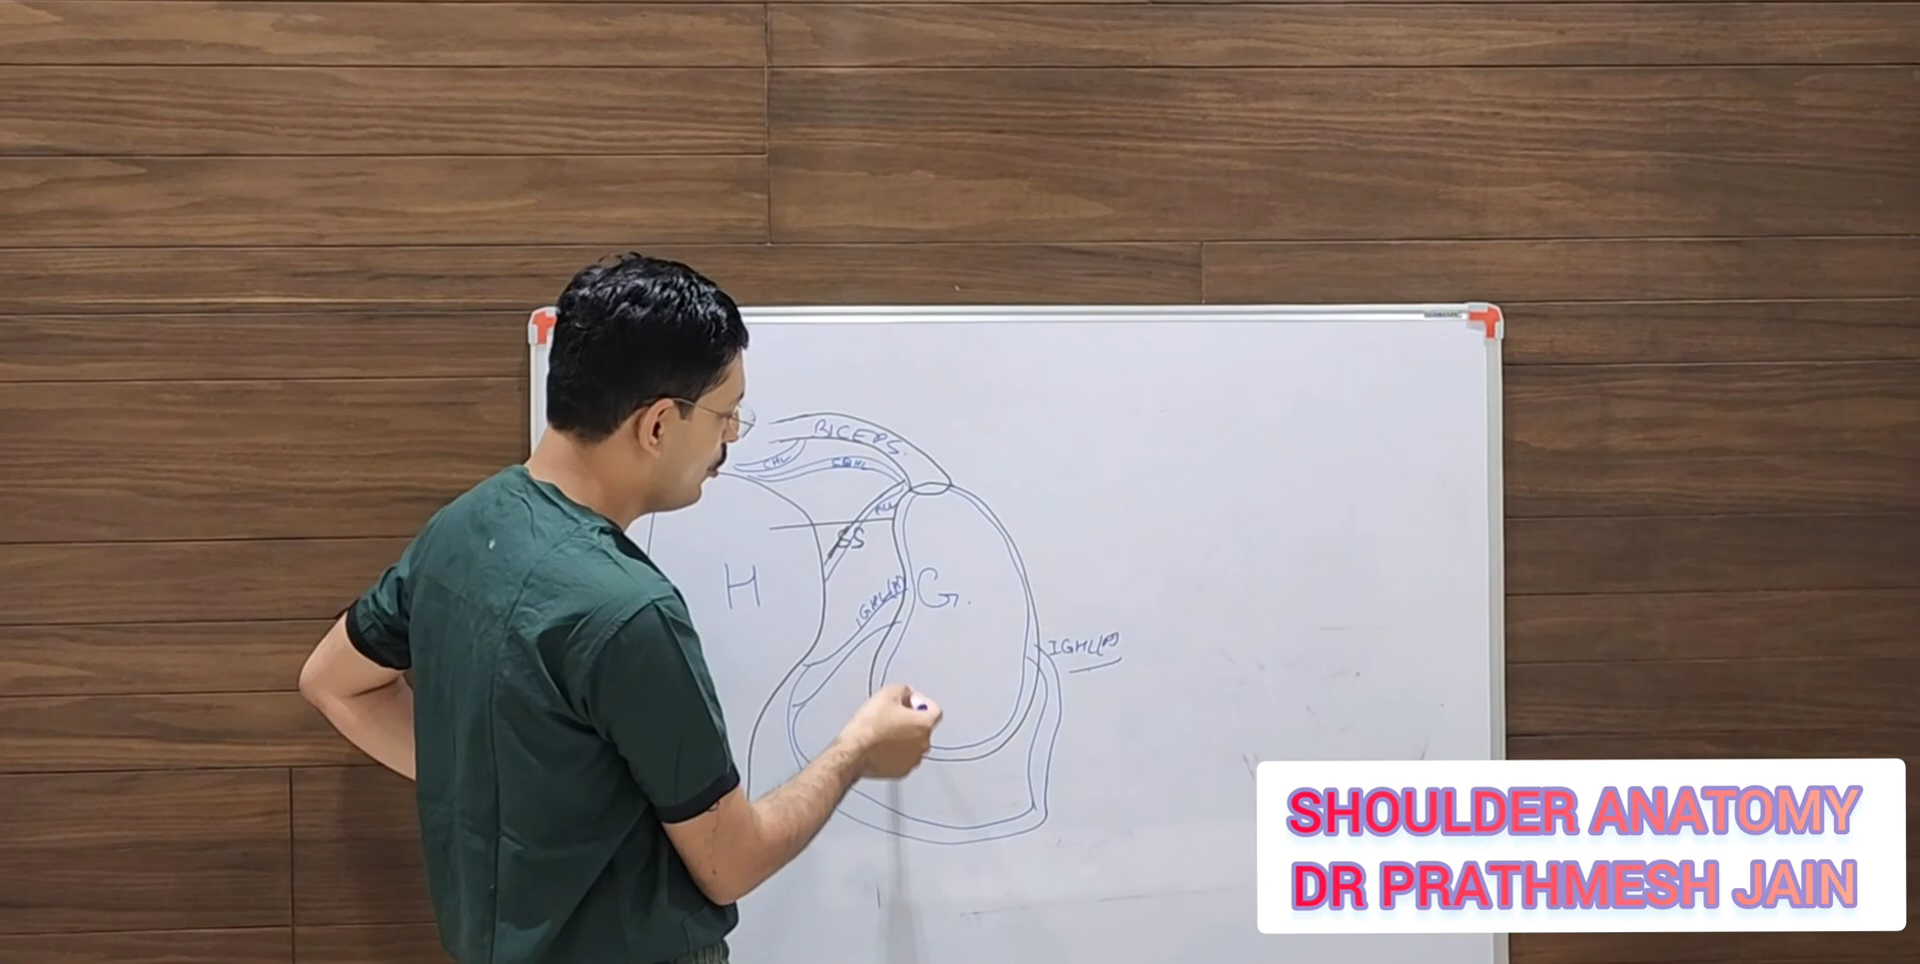 BICEPS.
CHL
SGHL
SS
H
IGHL(A)
G.
IGHL(P)
SHOULDER ANATOMY
DR PRATHMESH JAIN